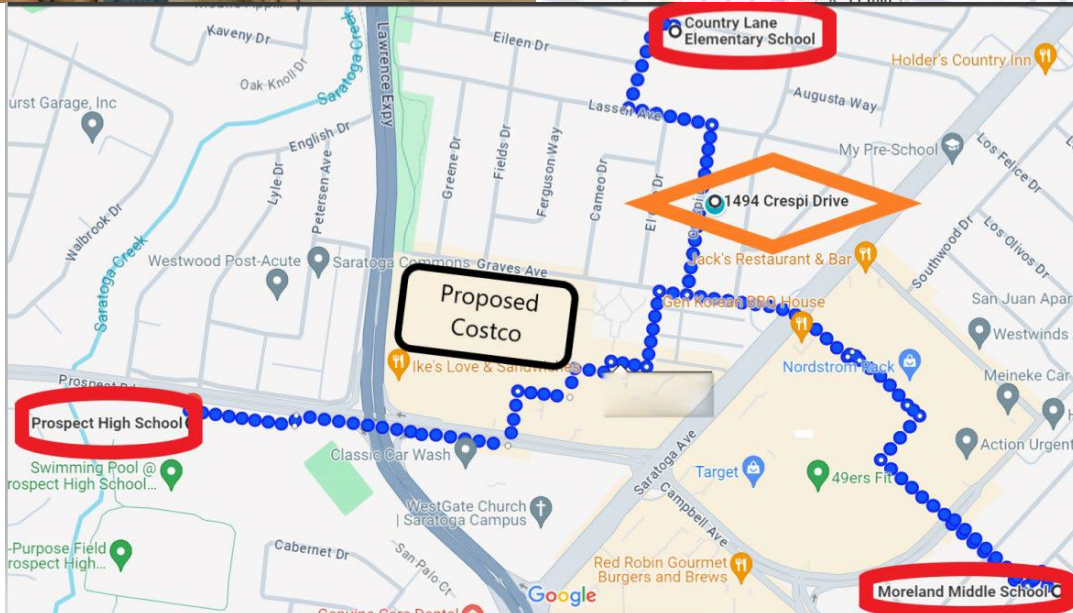 Kaveny Dr
Oak Knoll Dr
Saratoga Creek
Lawrence Expy
Eileen Dr
Country Lane
Elementary School
Holder's Country Inn
urst Garage, Inc
English Dr
Lassen Ave
Augusta Way
Greene Dr
Fields Dr
Ferguson Way
Cameo Dr
My Pre-School
Los Felice Dr
Lyle Dr
Petersen Ave
Walbrook Dr
1494 Crespi Drive
Southwood Dr
Los Olivos Dr
Saratoga Creek
Westwood Post-Acute
Saratoga Commons
Graves Ave
Jack's Restaurant & Bar
Proposed
Costco
Gen Korean BBQ House
San Juan Apar
Westwinds
Ike's Love & Sandwiches
Nordstrom Rack
Meineke Car
Prospect High School
Classic Car Wash
Saratoga Ave
Action Urgent
Swimming Pool @
rospect High School...
Target
49ers Fit
WestGate Church
| Saratoga Campus
Campbell Ave
-Purpose Field
rospect High...
Cabernet Dr
San Palo Ct
Red Robin Gourmet
Burgers and Brews
Google
Moreland Middle School